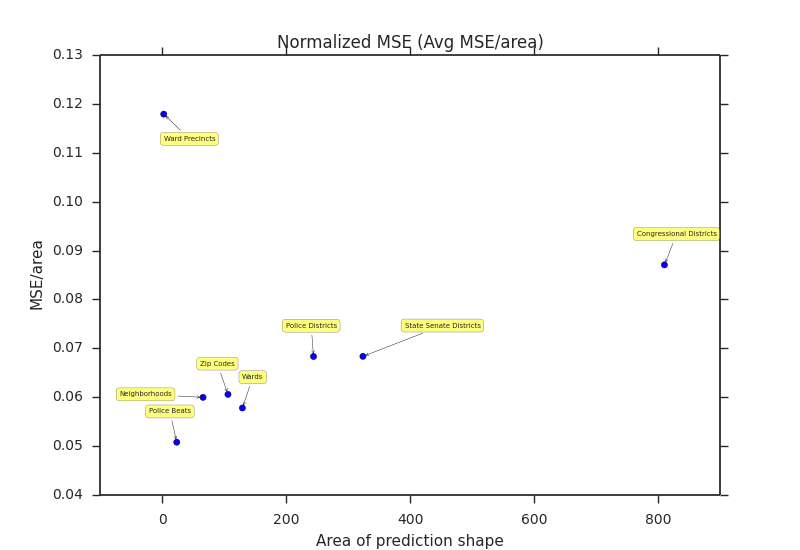 Normalized MSE (Avg MSE/area)
0.13
0.12
0.11
0.10
0.09
0.08
0.07
0.06
0.05
0.04
MSE/area
Ward Precincts
Congressional Districts
Police Districts
State Senate Districts
Zip Codes
Wards
Neighborhoods
Police Beats
0
200
400
600
800
Area of prediction shape